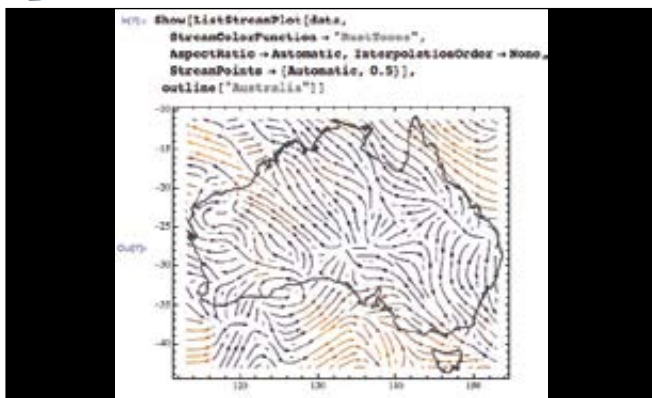 In[7]:= Show[ListStreamPlot[data,
StreamColorFunction → "RustTones",
AspectRatio → Automatic, InterpolationOrder → None,
StreamPoints → {Automatic, 0.5}],
outline["Australia"]]
-10
-15
-20
-25
Out[7]=
-30
-35
-40
120
130
140
150